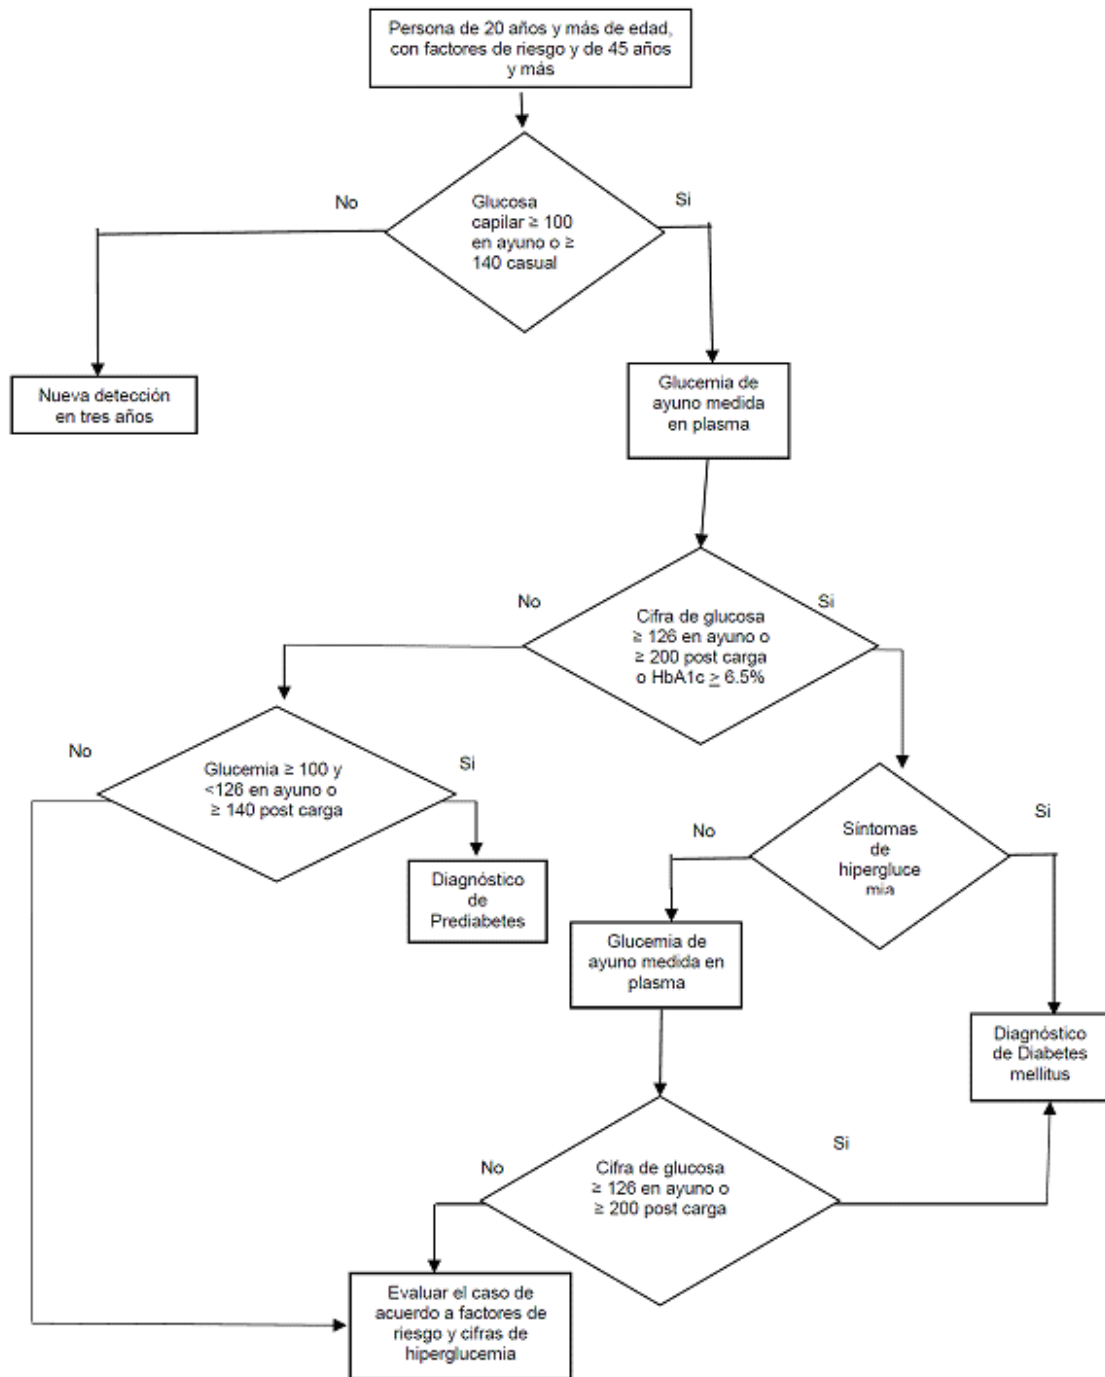 Persona de 20 años y más de edad,
con factores de riesgo y de 45 años
y más
No
Si
Glucosa
capilar ≥ 100
en ayuno o ≥
140 casual
Nueva detección
en tres años
Glucemia de
ayuno medida
en plasma
No
Si
Cifra de glucosa
≥ 126 en ayuno o
≥ 200 post carga
o HbA1c ≥ 6.5%
No
Si
Glucemia ≥ 100 y
<126 en ayuno o
≥ 140 post carga
No
Si
Síntomas
de
hipergluce
mia
Diagnóstico
de
Prediabetes
Glucemia de
ayuno medida en
plasma
Diagnóstico
de Diabetes
mellitus
No
Si
Cifra de glucosa
≥ 126 en ayuno o
≥ 200 post carga
Evaluar el caso de
acuerdo a factores de
riesgo y cifras de
hiperglucemia